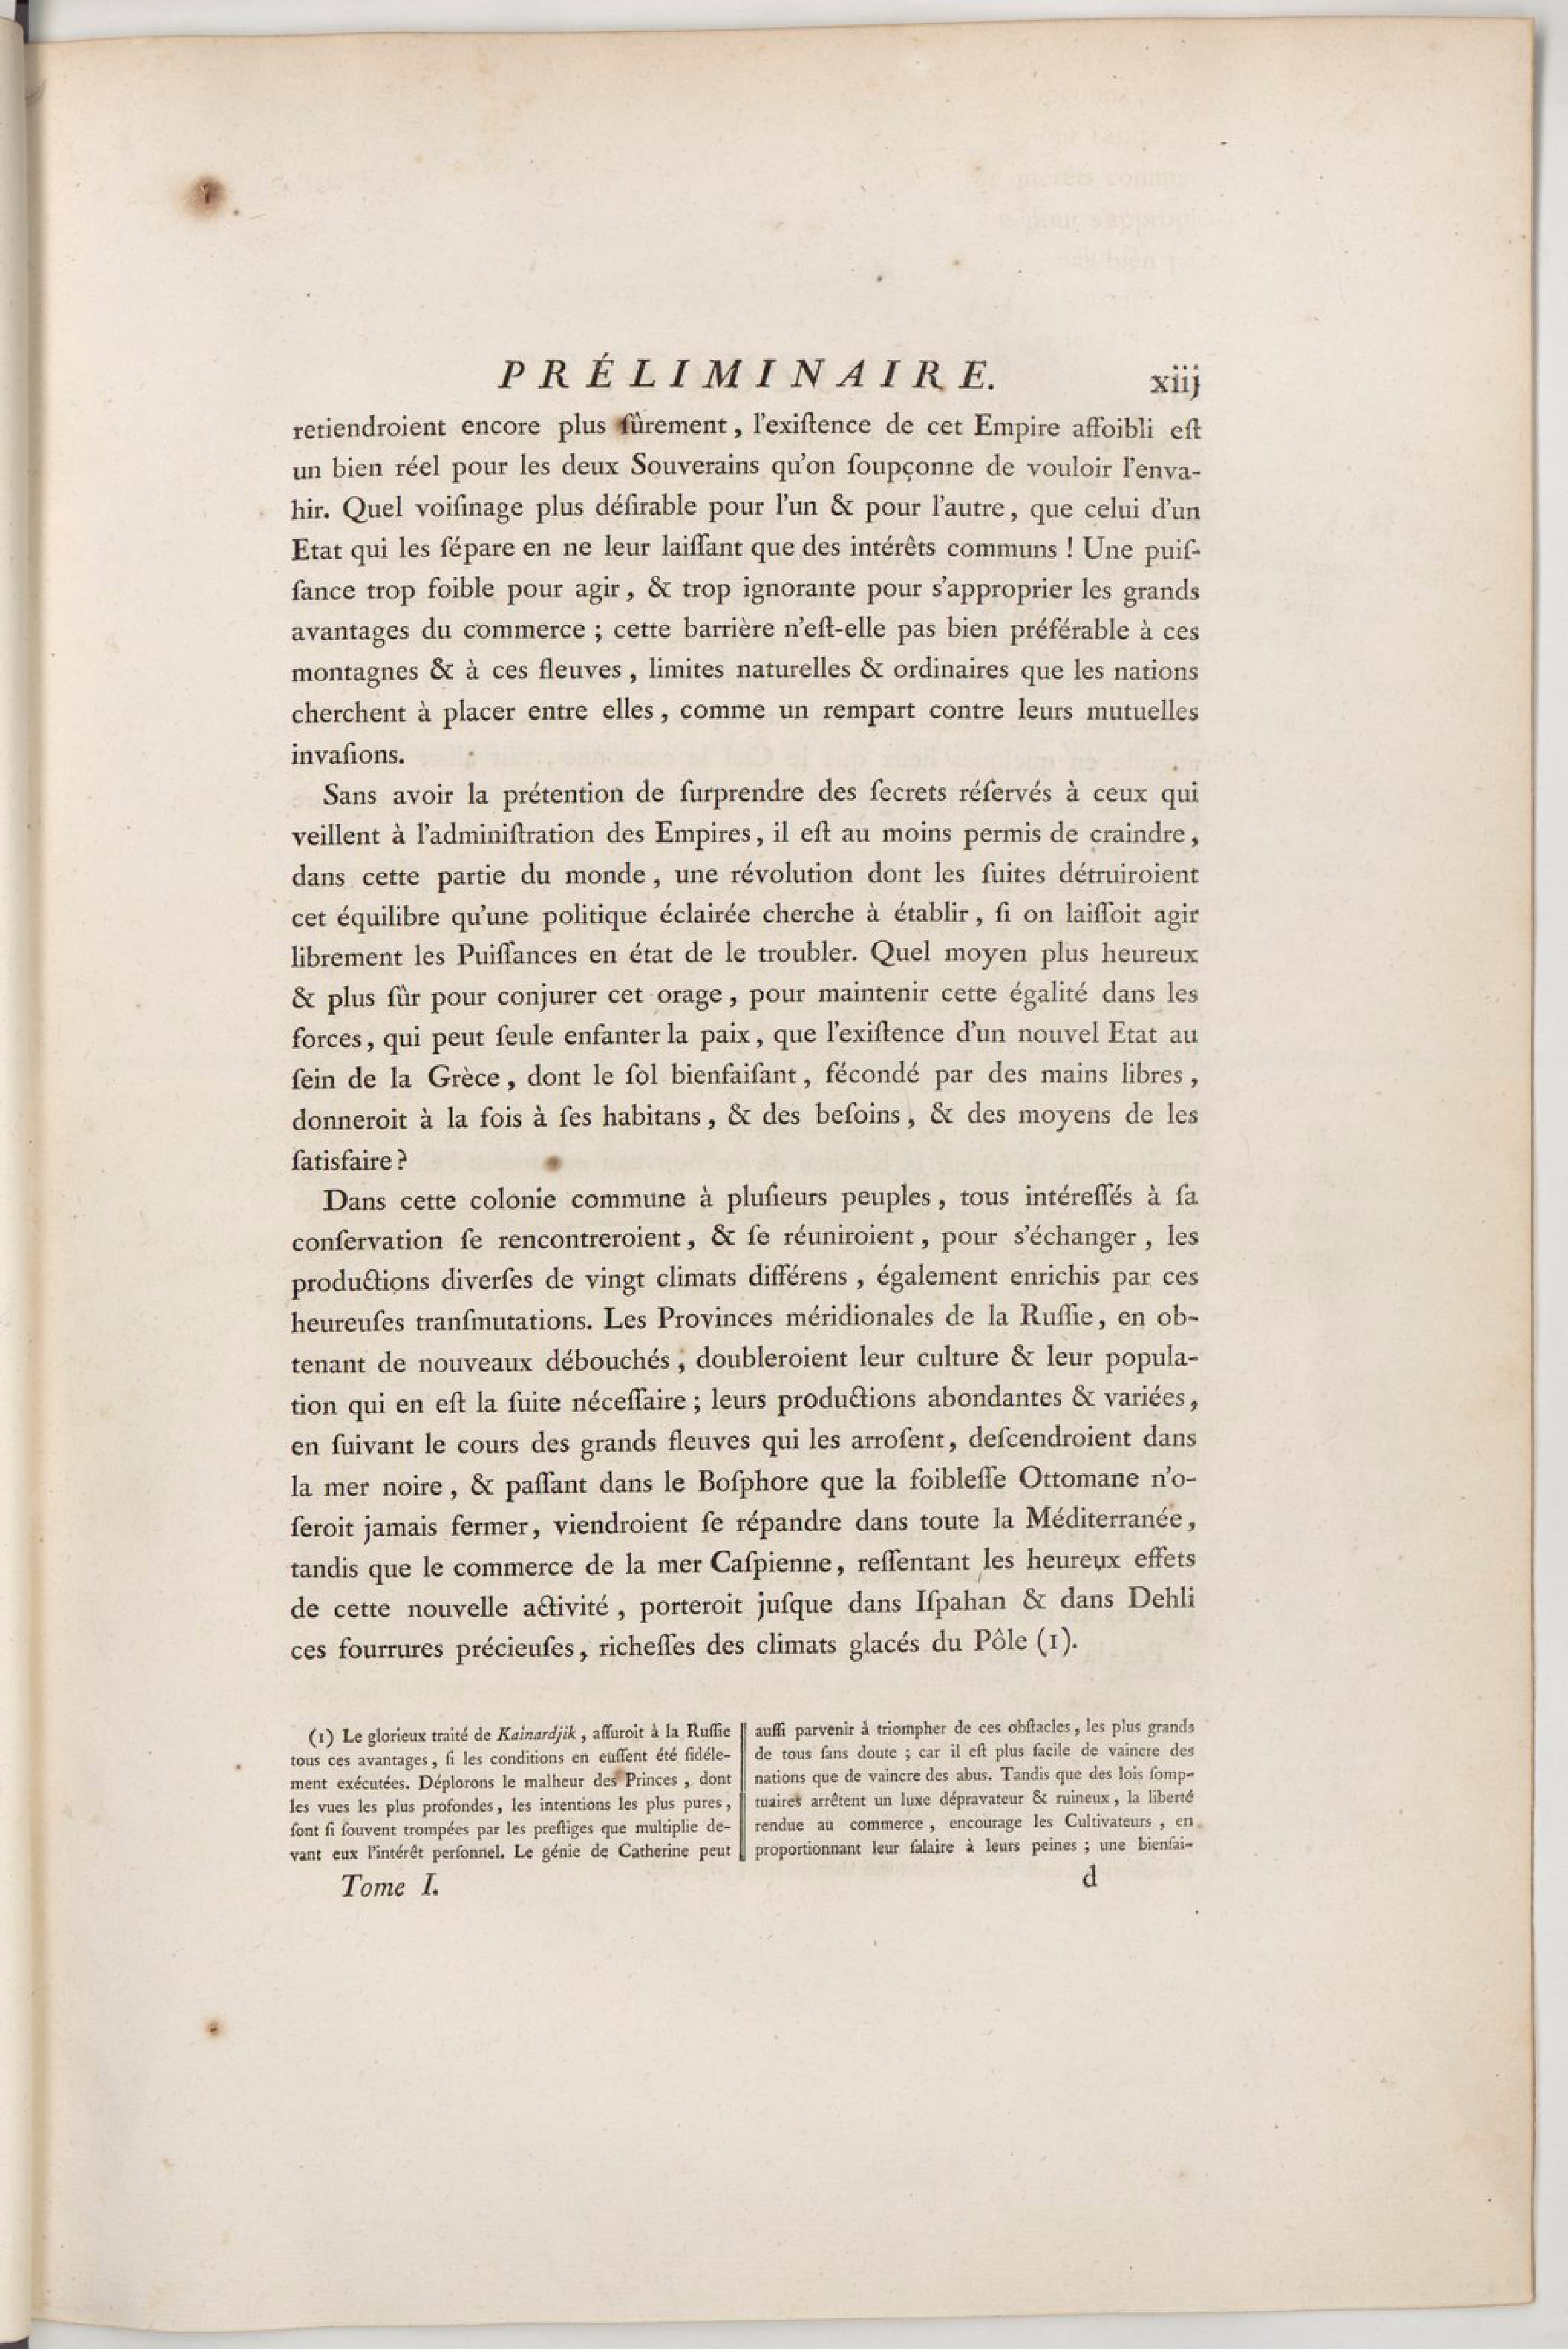 PRÉLIMINAIRE. xiij
retiendroient encore plus ſûrement, l'exiſtence de cet Empire affoibli eſt
un bien réel pour les deux Souverains qu'on ſoupçonne de vouloir l'enva-
hir. Quel voiſinage plus déſirable pour l'un & pour l'autre, que celui d'un
Etat qui les ſépare en ne leur laiſſant que des intérêts communs ! Une puiſ-
ſance trop foible pour agir, & trop ignorante pour s'approprier les grands
avantages du commerce ; cette barrière n'eſt-elle pas bien préférable à ces
montagnes & à ces fleuves, limites naturelles & ordinaires que les nations
cherchent à placer entre elles, comme un rempart contre leurs mutuelles
invaſions.
Sans avoir la prétention de ſurprendre des ſecrets réſervés à ceux qui
veillent à l'adminiſtration des Empires, il eſt au moins permis de craindre,
dans cette partie du monde, une révolution dont les ſuites détruiroient
cet équilibre qu'une politique éclairée cherche à établir, ſi on laiſſoit agir
librement les Puiſſances en état de le troubler. Quel moyen plus heureux
& plus ſûr pour conjurer cet orage, pour maintenir cette égalité dans les
forces, qui peut ſeule enfanter la paix, que l'exiſtence d'un nouvel Etat au
ſein de la Grèce, dont le ſol bienfaiſant, fécondé par des mains libres,
donneroit à la fois à ſes habitans, & des beſoins, & des moyens de les
ſatisfaire ?
Dans cette colonie commune à pluſieurs peuples, tous intéreſſés à ſa
conſervation ſe rencontreroient, & ſe réuniroient, pour s'échanger, les
productions diverſes de vingt climats différens, également enrichis par ces
heureuſes tranſmutations. Les Provinces méridionales de la Ruſſie, en ob-
tenant de nouveaux débouchés, doubleroient leur culture & leur popula-
tion qui en eſt la ſuite néceſſaire ; leurs productions abondantes & variées,
en ſuivant le cours des grands fleuves qui les arroſent, deſcendroient dans
la mer noire, & paſſant dans le Boſphore que la foibleſſe Ottomane n'o-
ſeroit jamais fermer, viendroient ſe répandre dans toute la Méditerranée,
tandis que le commerce de la mer Caſpienne, reſſentant les heureux effets
de cette nouvelle activité, porteroit juſque dans Iſpahan & dans Dehli
ces fourrures précieuſes, richeſſes des climats glacés du Pôle (1).
(1) Le glorieux traité de Kaïnardjik, aſſuroit à la Ruſſie
tous ces avantages, ſi les conditions en euſſent été fidéle-
ment exécutées. Déplorons le malheur des Princes, dont
les vues les plus profondes, les intentions les plus pures,
ſont ſi ſouvent trompées par les preſtiges que multiplie de-
vant eux l'intérêt perſonnel. Le génie de Catherine peut
auſſi parvenir à triompher de ces obſtacles, les plus grands
de tous ſans doute ; car il eſt plus facile de vaincre des
nations que de vaincre des abus. Tandis que des lois ſomp-
tuaires arrêtent un luxe dépravateur & ruineux, la liberté
rendue au commerce, encourage les Cultivateurs, en
proportionnant leur ſalaire à leurs peines ; une bienfai-
Tome I. d